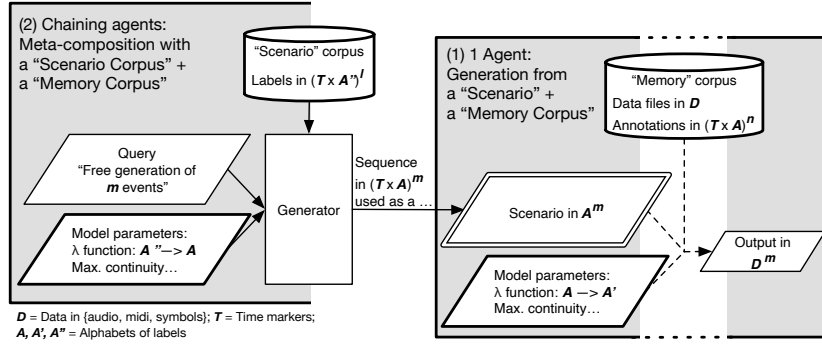 (2) Chaining agents:
Meta-composition with
a “Scenario Corpus” +
a “Memory Corpus”
“Scenario” corpus
Labels in (T x A”)^l
Query
“Free generation of
m events”
Model parameters:
λ function: A ”—> A
Max. continuity…
Generator
Sequence
in (T x A)^m
used as a …
D = Data in {audio, midi, symbols}; T = Time markers;
A, A’, A” = Alphabets of labels
(1) 1 Agent:
Generation from
a “Scenario” +
a “Memory Corpus”
“Memory” corpus
Data files in D
Annotations in (T x A)^n
Scenario in A^m
Model parameters:
λ function: A —> A’
Max. continuity…
Output in
D^m